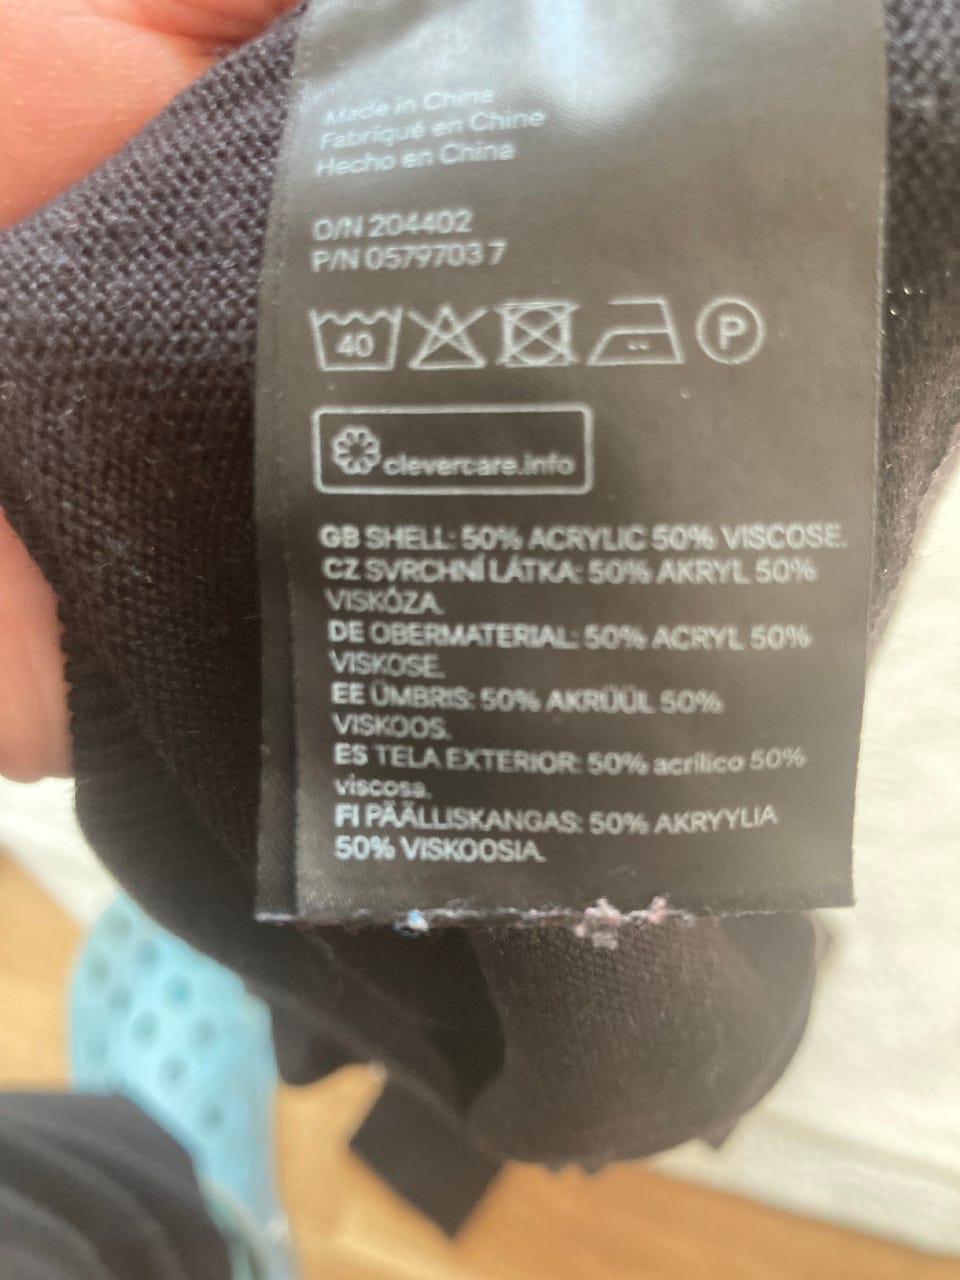 Made in China
Fabriqué en Chine
Hecho en China
O/N 204402
P/N 0579703 7
40 P
clevercare.info
GB SHELL: 50% ACRYLIC 50% VISCOSE.
CZ SVRCHNÍ LÁTKA: 50% AKRYL 50%
VISKÓZA.
DE OBERMATERIAL: 50% ACRYL 50%
VISKOSE.
EE ÜMBRIS: 50% AKRÜÜL 50%
VISKOOS.
ES TELA EXTERIOR: 50% acrílico 50%
viscosa.
FI PÄÄLLISKANGAS: 50% AKRYYLIA
50% VISKOOSIA.